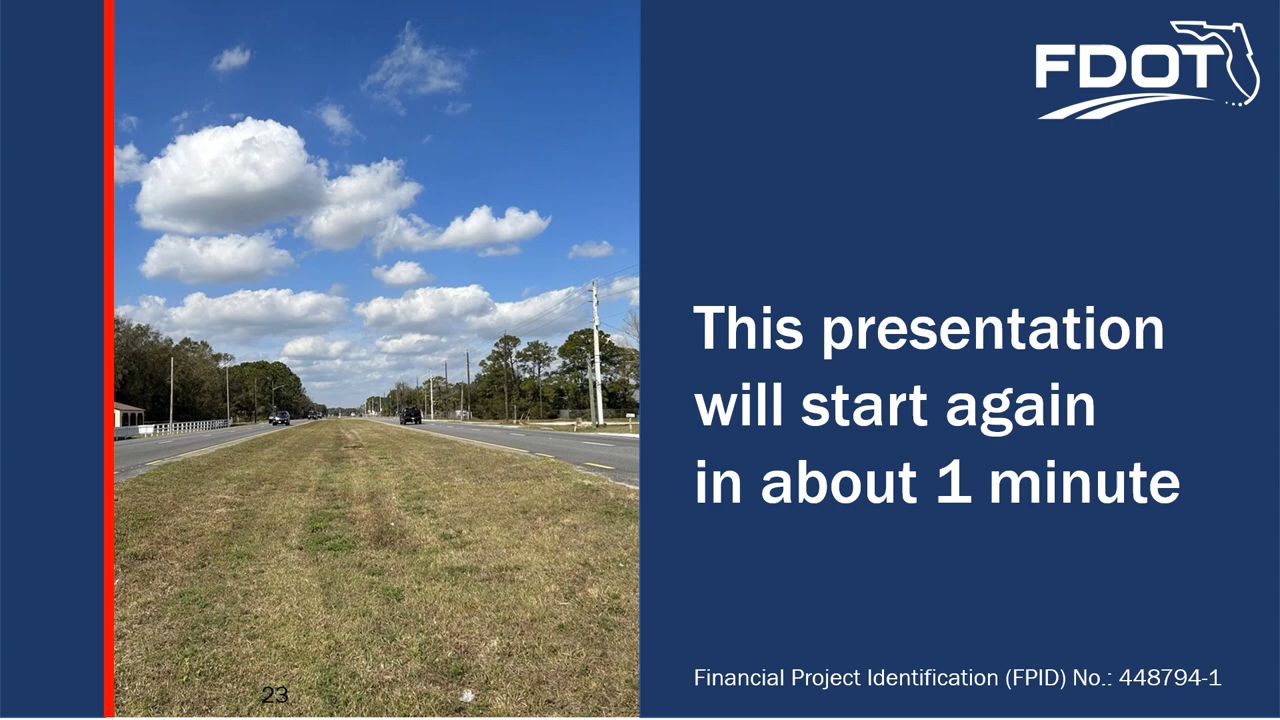 FDOT
This presentation
will start again
in about 1 minute
Financial Project Identification (FPID) No.: 448794-1
23